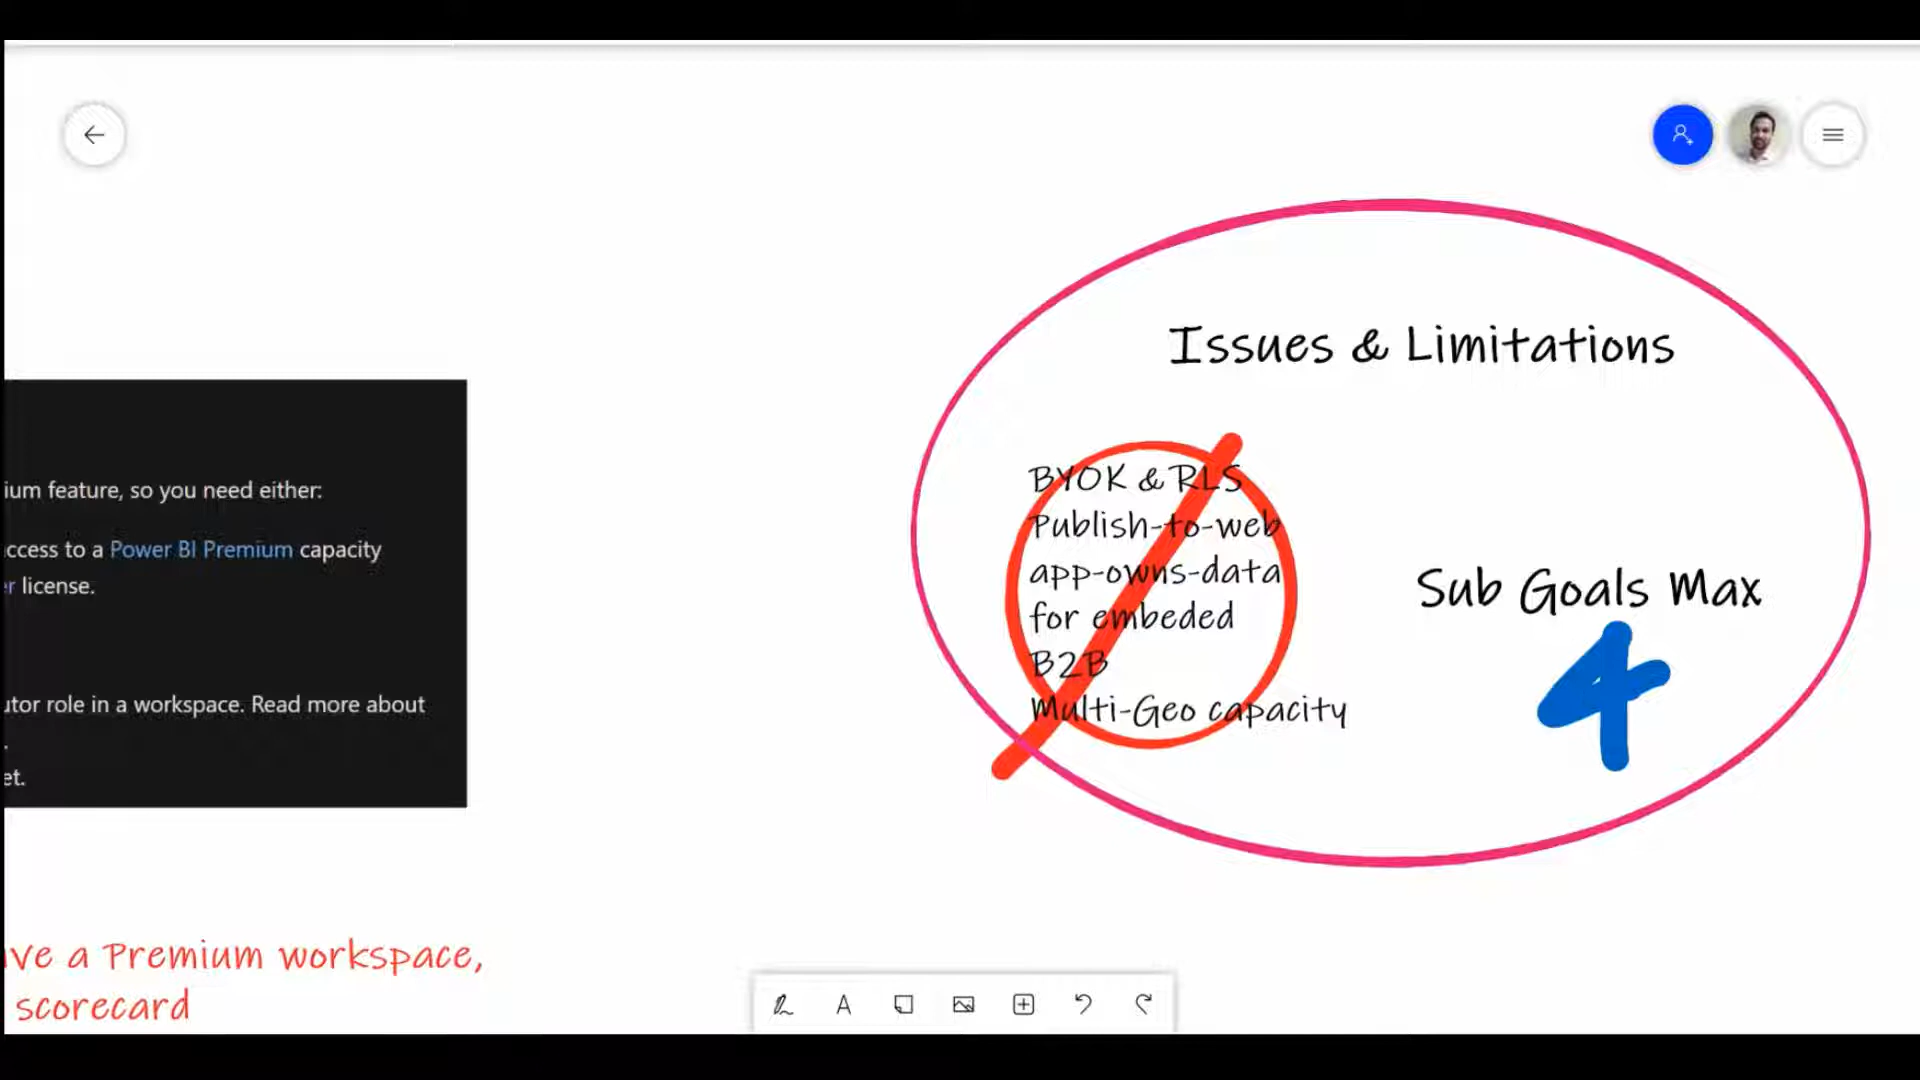 Issues & Limitations
ium feature, so you need either:
BYOK & RLS
Publish-to-web
ccess to a Power BI Premium capacity
app-owns-data
er license.
for embeded
Sub Goals Max
B2B
4
utor role in a workspace. Read more about
Multi-Geo capacity
et.
ve a Premium workspace,
scorecard
A